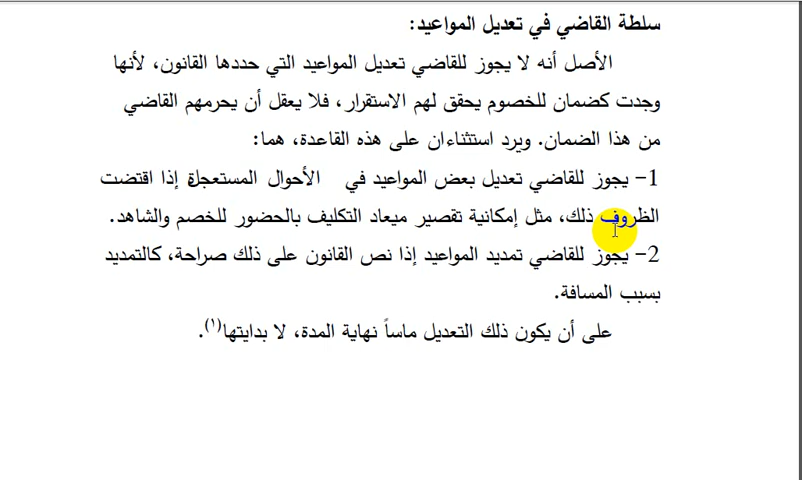 سلطة القاضي في تعديل المواعيد:
الأصل أنه لا يجوز للقاضي تعديل المواعيد التي حددها القانون، لأنها
وجدت كضمان للخصوم يحقق لهم الاستقرار، فلا يعقل أن يحرمهم القاضي
من هذا الضمان. ويرد استثناءان على هذه القاعدة، هما:
1- يجوز للقاضي تعديل بعض المواعيد في الأحوال المستعجلة إذا اقتضت
الظروف ذلك، مثل إمكانية تقصير ميعاد التكليف بالحضور للخصم والشاهد.
2- يجوز للقاضي تمديد المواعيد إذا نص القانون على ذلك صراحة، كالتمديد
بسبب المسافة.
على أن يكون ذلك التعديل ماساً نهاية المدة، لا بدايتها(١).